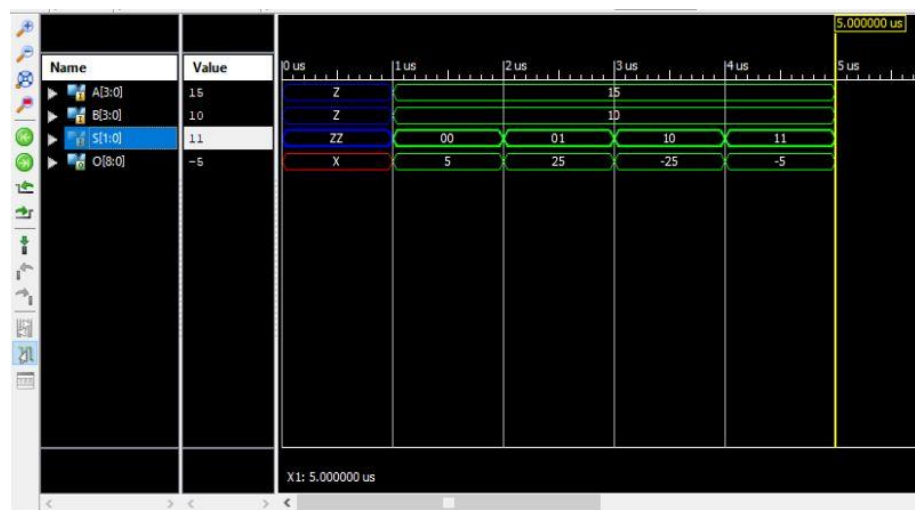 5.000000 us
Name Value 0 us 1 us 2 us 3 us 4 us 5 us
A[3:0] 15 Z 15
B[3:0] 10 Z 10
S[1:0] 11 ZZ 00 01 10 11
O[8:0] -5 X 5 25 -25 -5
X1: 5.000000 us